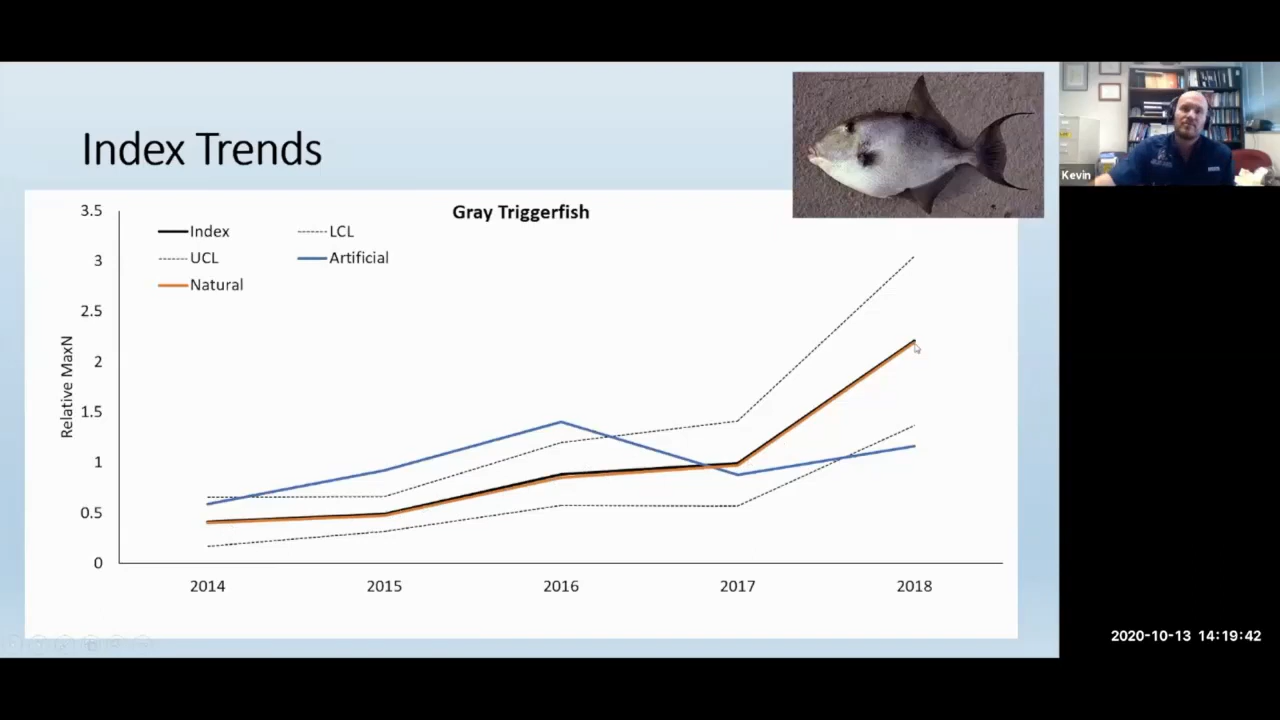 Index Trends
Kevin
Gray Triggerfish
Index
LCL
UCL
Artificial
Natural
Relative MaxN
3.5
3
2.5
2
1.5
1
0.5
0
2014 2015 2016 2017 2018
2020-10-13 14:19:42